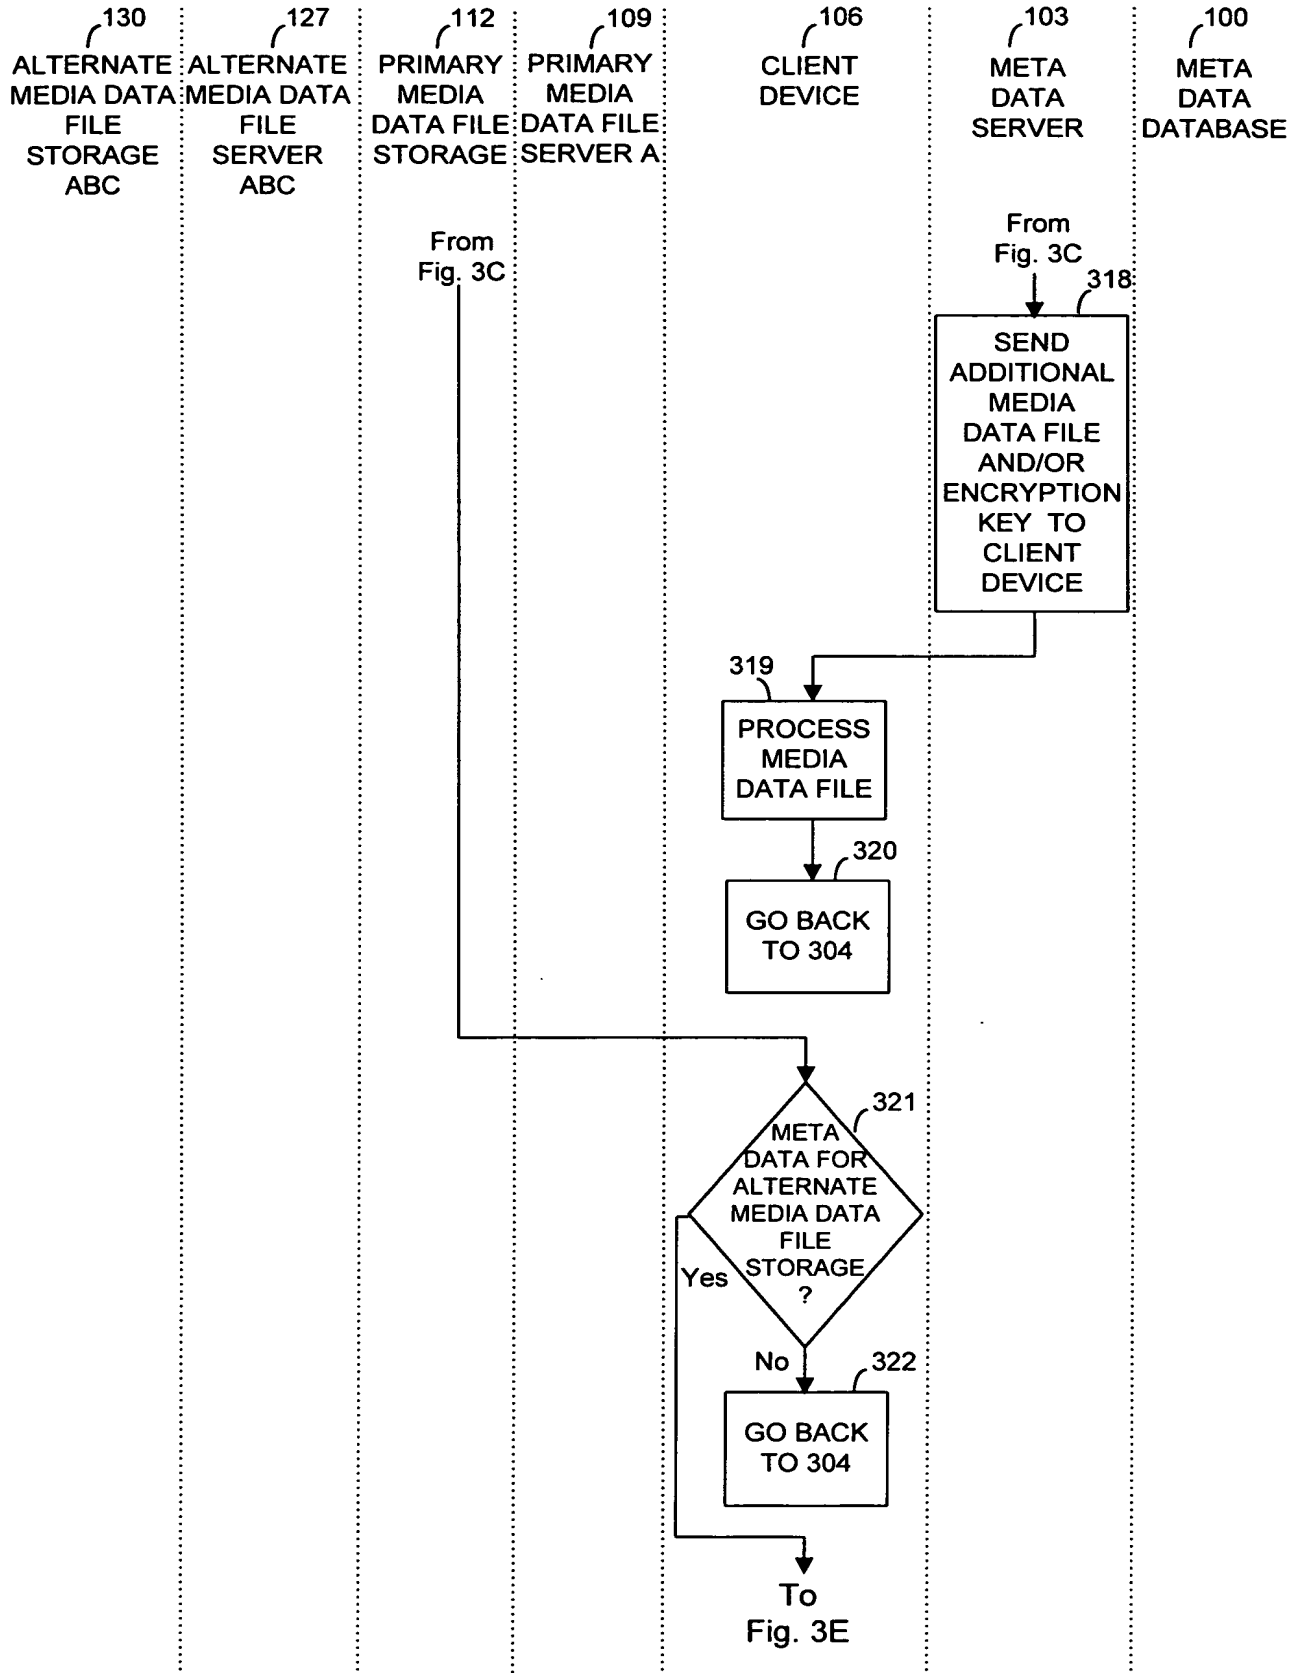 130
ALTERNATE
MEDIA DATA
FILE
STORAGE
ABC
127
ALTERNATE
MEDIA DATA
FILE
SERVER
ABC
112
PRIMARY
MEDIA
DATA FILE
STORAGE
109
PRIMARY
MEDIA
DATA FILE
SERVER A
106
CLIENT
DEVICE
103
META
DATA
SERVER
100
META
DATA
DATABASE
From
Fig. 3C
From
Fig. 3C
318
SEND
ADDITIONAL
MEDIA
DATA FILE
AND/OR
ENCRYPTION
KEY TO
CLIENT
DEVICE
319
PROCESS
MEDIA
DATA FILE
320
GO BACK
TO 304
321
META
DATA FOR
ALTERNATE
MEDIA DATA
FILE
STORAGE
?
Yes
No
322
GO BACK
TO 304
To
Fig. 3E